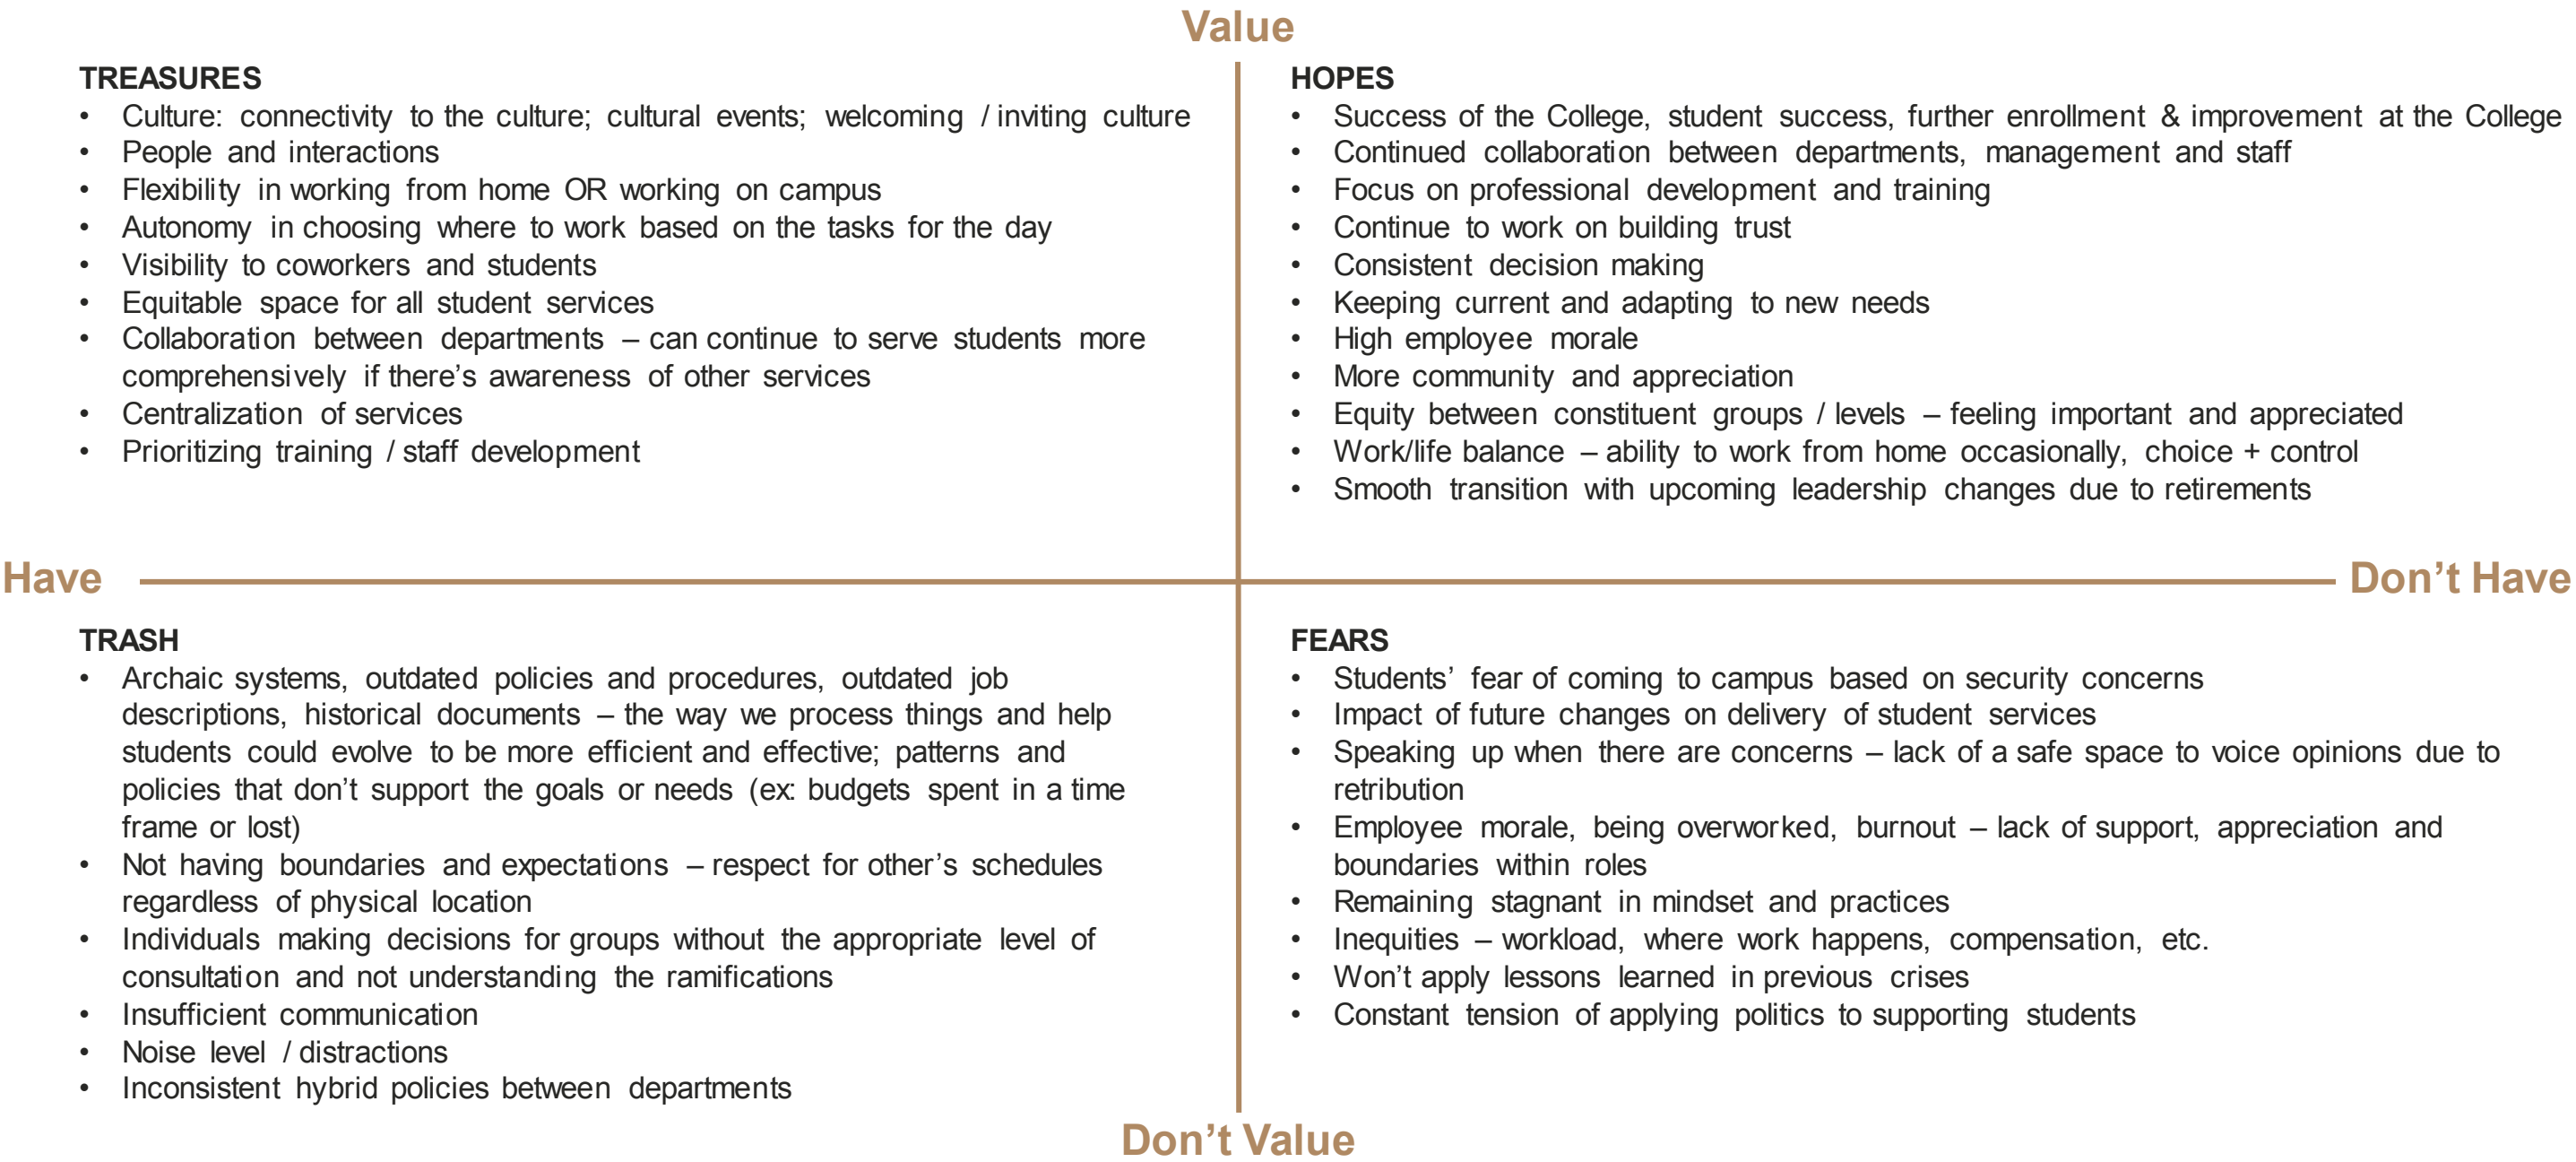 Value
TREASURES
• Culture: connectivity to the culture; cultural events; welcoming / inviting culture
• People and interactions
• Flexibility in working from home OR working on campus
• Autonomy in choosing where to work based on the tasks for the day
• Visibility to coworkers and students
• Equitable space for all student services
• Collaboration between departments – can continue to serve students more
comprehensively if there’s awareness of other services
• Centralization of services
• Prioritizing training / staff development
HOPES
• Success of the College, student success, further enrollment & improvement at the College
• Continued collaboration between departments, management and staff
• Focus on professional development and training
• Continue to work on building trust
• Consistent decision making
• Keeping current and adapting to new needs
• High employee morale
• More community and appreciation
• Equity between constituent groups / levels – feeling important and appreciated
• Work/life balance – ability to work from home occasionally, choice + control
• Smooth transition with upcoming leadership changes due to retirements
Have
Don’t Have
TRASH
• Archaic systems, outdated policies and procedures, outdated job
descriptions, historical documents – the way we process things and help
students could evolve to be more efficient and effective; patterns and
policies that don’t support the goals or needs (ex: budgets spent in a time
frame or lost)
• Not having boundaries and expectations – respect for other’s schedules
regardless of physical location
• Individuals making decisions for groups without the appropriate level of
consultation and not understanding the ramifications
• Insufficient communication
• Noise level / distractions
• Inconsistent hybrid policies between departments
FEARS
• Students’ fear of coming to campus based on security concerns
• Impact of future changes on delivery of student services
• Speaking up when there are concerns – lack of a safe space to voice opinions due to
retribution
• Employee morale, being overworked, burnout – lack of support, appreciation and
boundaries within roles
• Remaining stagnant in mindset and practices
• Inequities – workload, where work happens, compensation, etc.
• Won’t apply lessons learned in previous crises
• Constant tension of applying politics to supporting students
Don’t Value